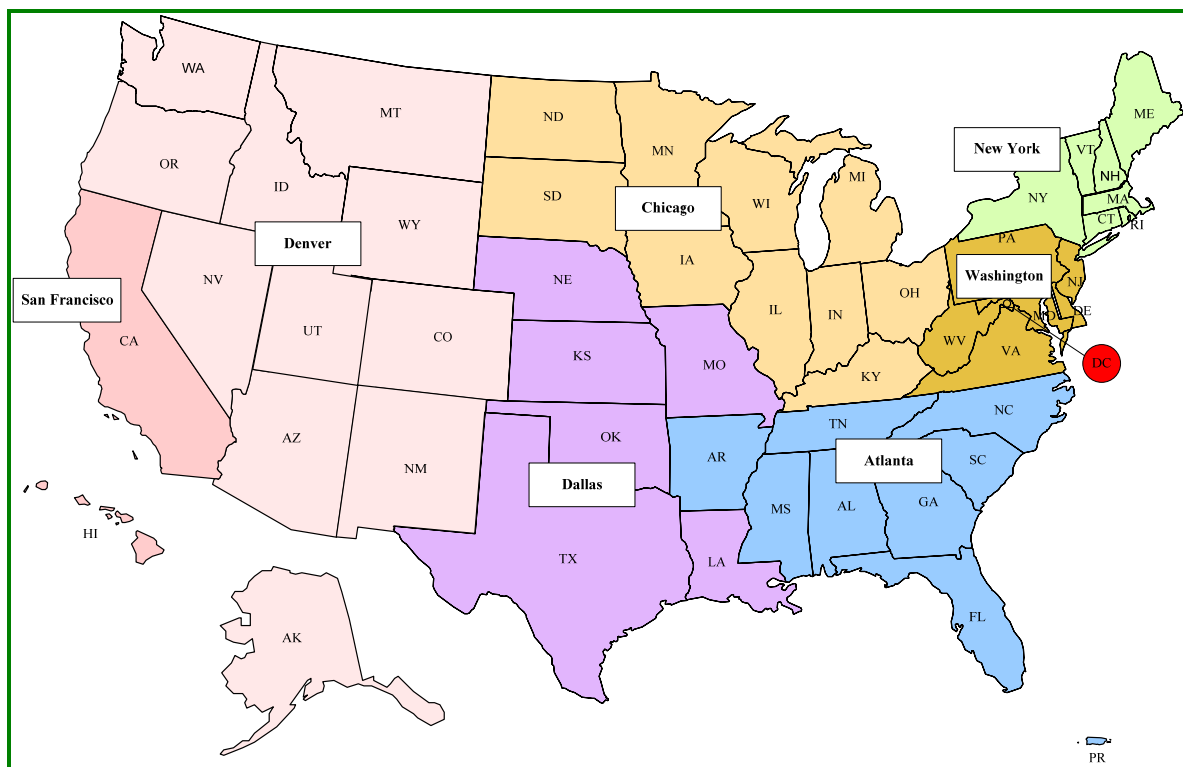 WA
MT
ND
MN
ME
OR
ID
SD
WI
MI
New York
VT
NH
NY
MA
CT
RI
Chicago
WY
Denver
NV
UT
CO
NE
IA
PA
Washington
NJ
San Francisco
CA
IL
IN
OH
MD
DE
WV
VA
DC
KS
MO
KY
AZ
NM
OK
AR
TN
NC
Atlanta
SC
Dallas
MS
AL
GA
HI
TX
LA
FL
AK
PR